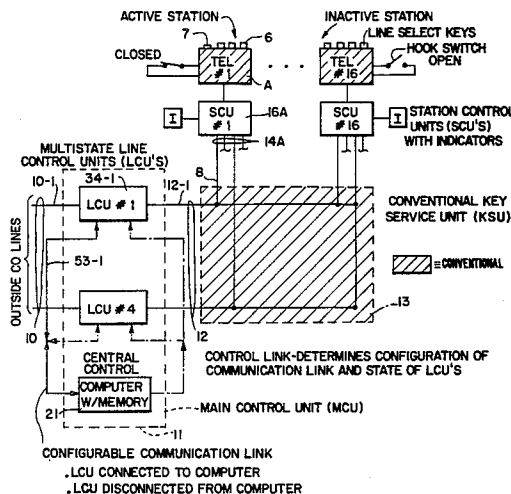 ACTIVE STATION
INACTIVE STATION
7
6
LINE SELECT KEYS
CLOSED
TEL #1
. . .
TEL #16
HOOK SWITCH OPEN
A
I
SCU #1
16A
SCU #16
I
STATION CONTROL UNITS (SCU'S) WITH INDICATORS
14A
MULTISTATE LINE CONTROL UNITS (LCU'S)
8
10-1
34-1
12-1
LCU #1
CONVENTIONAL KEY SERVICE UNIT (KSU)
OUTSIDE CO LINES
53-1
≡CONVENTIONAL
LCU #4
13
10
12
CENTRAL CONTROL
CONTROL LINK-DETERMINES CONFIGURATION OF COMMUNICATION LINK AND STATE OF LCU'S
COMPUTER W/MEMORY
21
MAIN CONTROL UNIT (MCU)
11
CONFIGURABLE COMMUNICATION LINK
.LCU CONNECTED TO COMPUTER
.LCU DISCONNECTED FROM COMPUTER